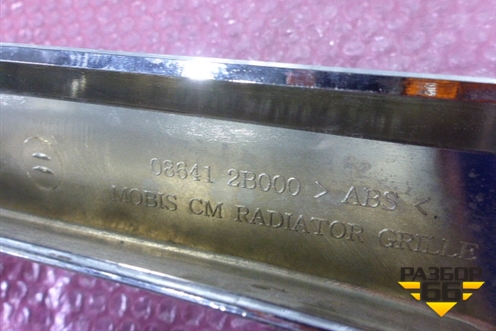 08641 2B000 > ABS <
MOBIS CM RADIATOR GRILLE
РАЗБОР
66